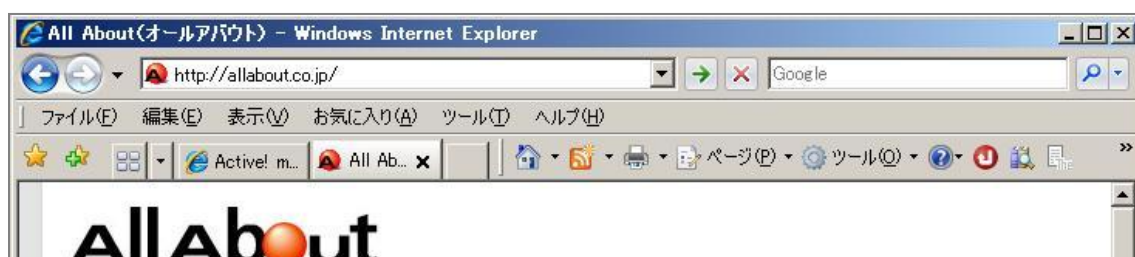 All About(オールアバウト) - Windows Internet Explorer
http://allabout.co.jp/ Google
ファイル(F) 編集(E) 表示(V) お気に入り(A) ツール(T) ヘルプ(H)
Active! m... All Ab... ページ(P) ツール(O) »
All About